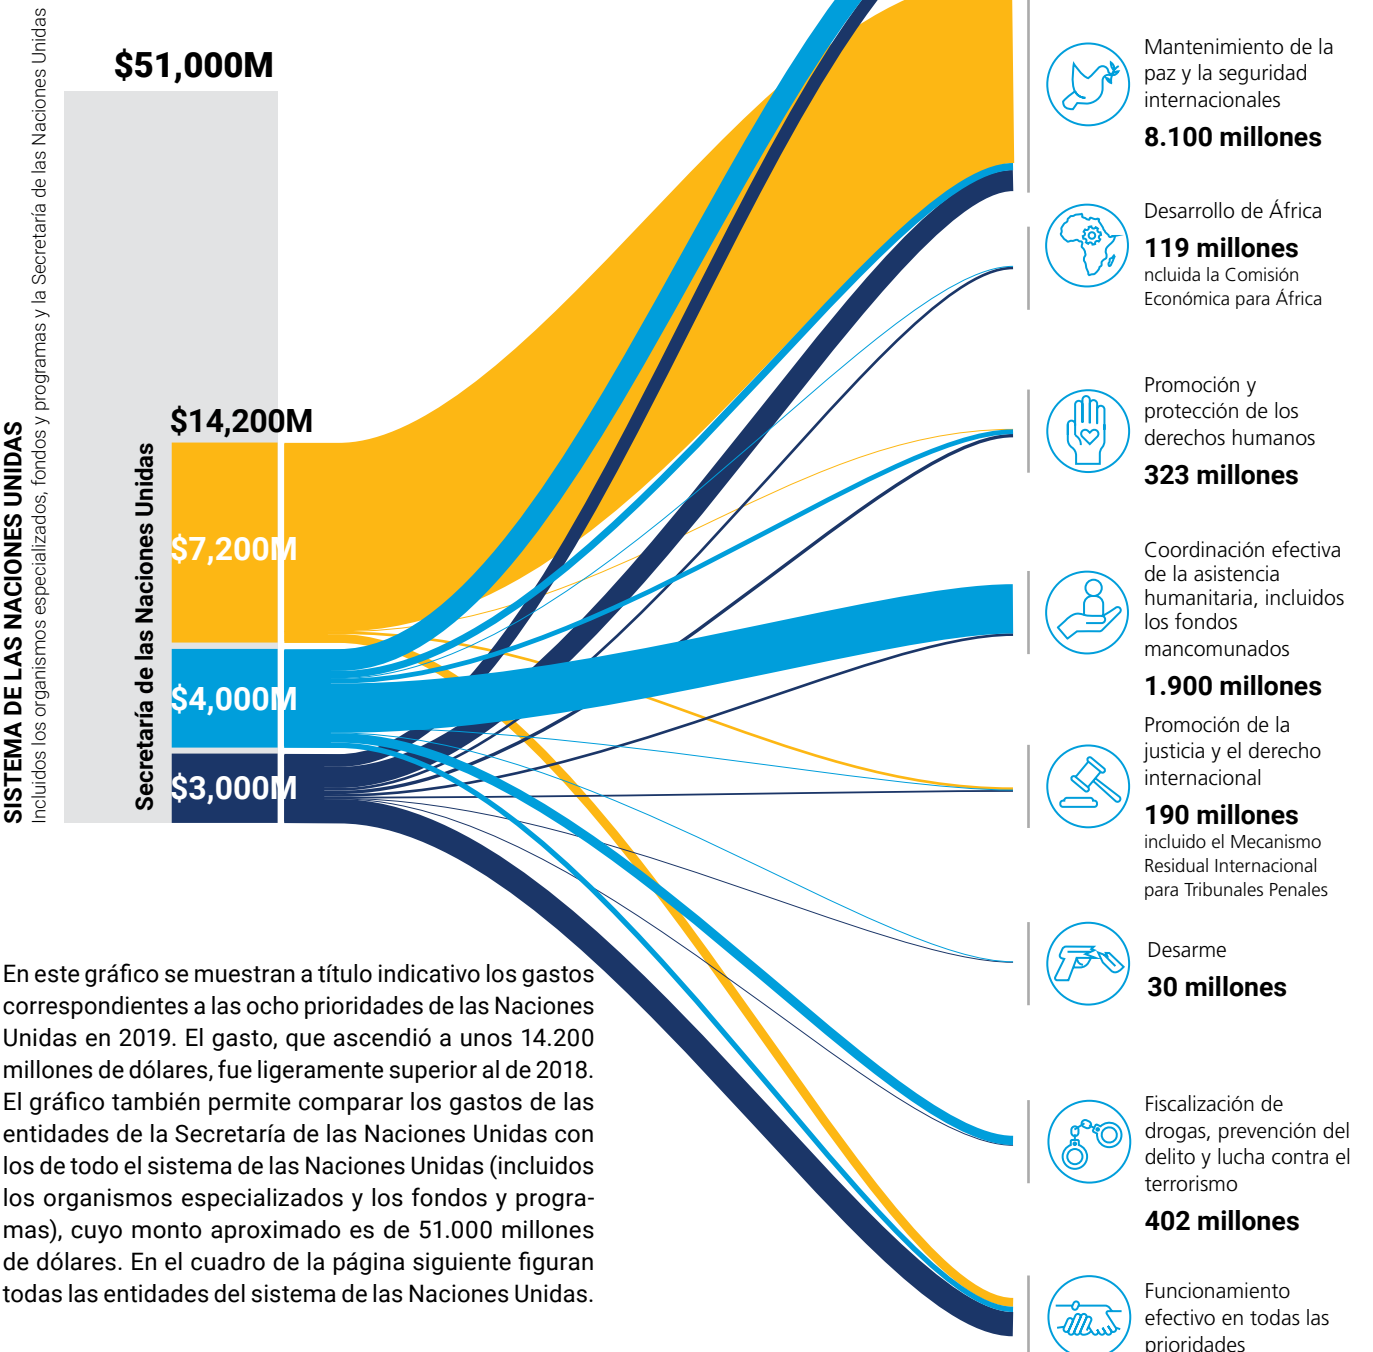 SISTEMA DE LAS NACIONES UNIDAS
Incluidos los organismos especializados, fondos y programas y la Secretaría de las Naciones Unidas
$51,000M
Secretaría de las Naciones Unidas
$14,200M
$7,200M
$4,000M
$3,000M
Mantenimiento de la
paz y la seguridad
internacionales
8.100 millones
Desarrollo de África
119 millones
ncluida la Comisión
Económica para África
Promoción y
protección de los
derechos humanos
323 millones
Coordinación efectiva
de la asistencia
humanitaria, incluidos
los fondos
mancomunados
1.900 millones
Promoción de la
justicia y el derecho
internacional
190 millones
incluido el Mecanismo
Residual Internacional
para Tribunales Penales
Desarme
30 millones
Fiscalización de
drogas, prevención del
delito y lucha contra el
terrorismo
402 millones
Funcionamiento
efectivo en todas las
prioridades
En este gráfico se muestran a título indicativo los gastos
correspondientes a las ocho prioridades de las Naciones
Unidas en 2019. El gasto, que ascendió a unos 14.200
millones de dólares, fue ligeramente superior al de 2018.
El gráfico también permite comparar los gastos de las
entidades de la Secretaría de las Naciones Unidas con
los de todo el sistema de las Naciones Unidas (incluidos
los organismos especializados y los fondos y progra-
mas), cuyo monto aproximado es de 51.000 millones
de dólares. En el cuadro de la página siguiente figuran
todas las entidades del sistema de las Naciones Unidas.